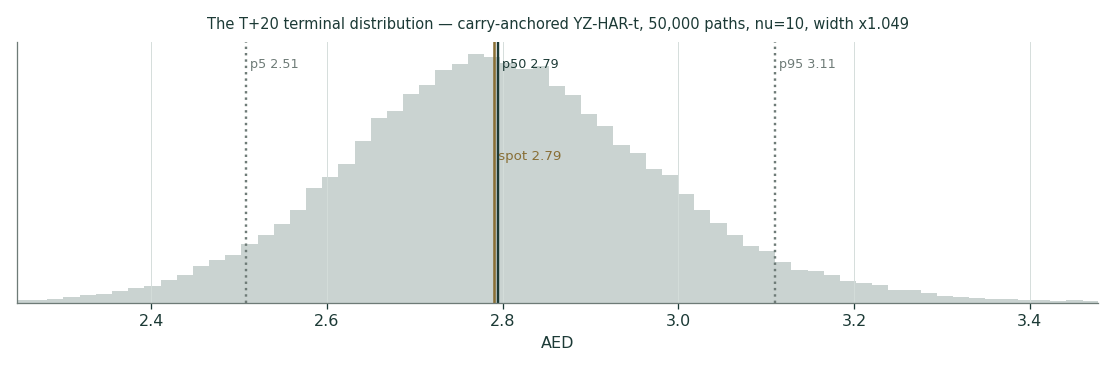 The T+20 terminal distribution — carry-anchored YZ-HAR-t, 50,000 paths, nu=10, width x1.049
p5 2.51
p50 2.79
p95 3.11
spot 2.79
2.4
2.6
2.8
3.0
3.2
3.4
AED